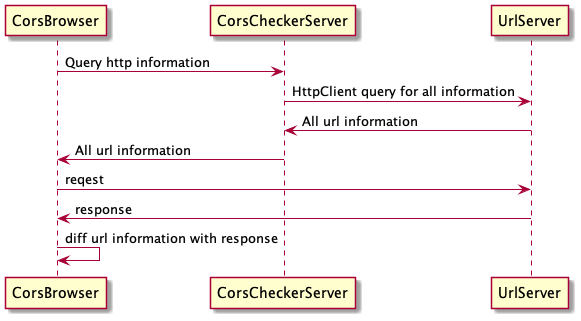 CorsBrowser
CorsCheckerServer
UrlServer
Query http information
HttpClient query for all information
All url information
All url information
reqest
response
diff url information with response
CorsBrowser
CorsCheckerServer
UrlServer